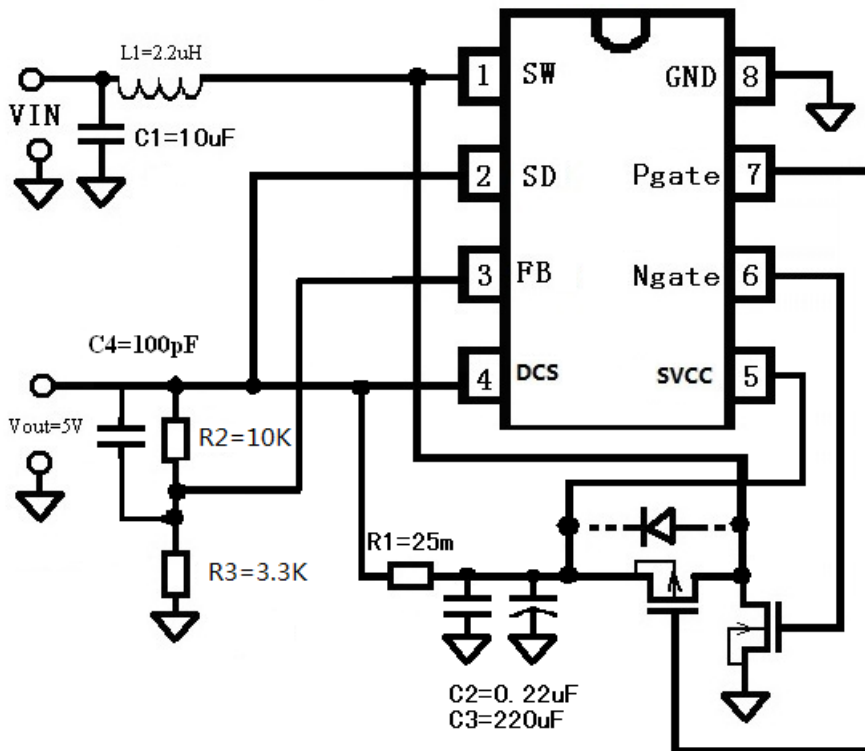 L1=2.2uH
VIN
C1=10uF
1 SW
GND 8
2 SD
Pgate 7
3 FB
Ngate 6
C4=100pF
4 DCS
SVCC 5
Vout=5V
R2=10K
R1=25m
R3=3.3K
C2=0.22uF
C3=220uF